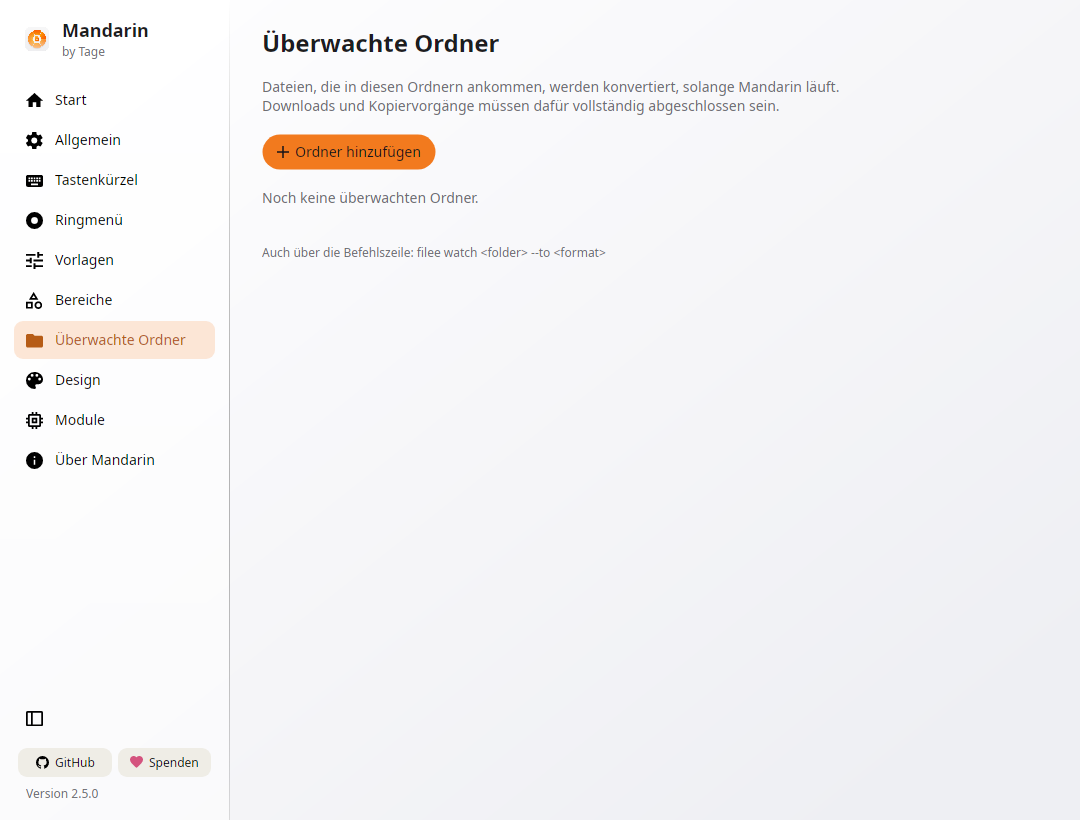 Mandarin
by Tage
Start
Allgemein
Tastenkürzel
Ringmenü
Vorlagen
Bereiche
Überwachte Ordner
Design
Module
Über Mandarin
GitHub
Spenden
Version 2.5.0
Überwachte Ordner
Dateien, die in diesen Ordnern ankommen, werden konvertiert, solange Mandarin läuft.
Downloads und Kopiervorgänge müssen dafür vollständig abgeschlossen sein.
Ordner hinzufügen
Noch keine überwachten Ordner.
Auch über die Befehlszeile: filee watch <folder> --to <format>